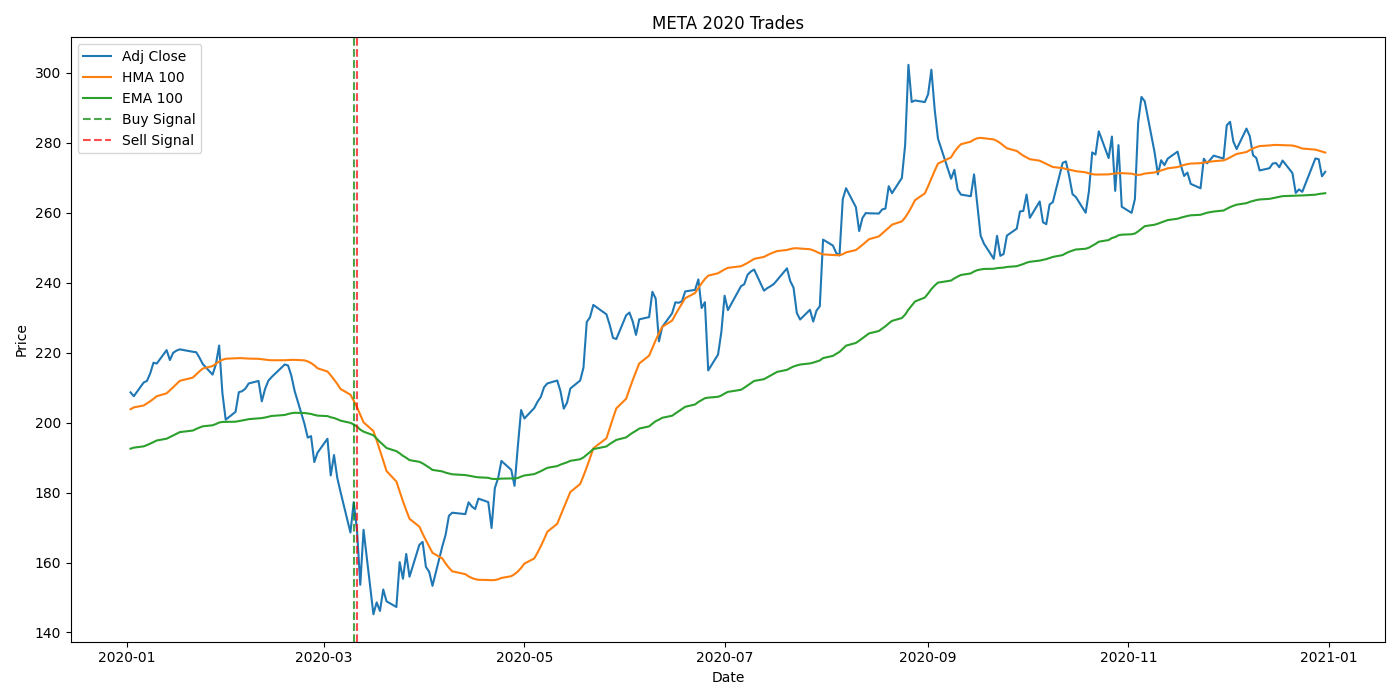 META 2020 Trades
Adj Close
HMA 100
EMA 100
Buy Signal
Sell Signal
Price
300
280
260
240
220
200
180
160
140
2020-01 2020-03 2020-05 2020-07 2020-09 2020-11 2021-01
Date